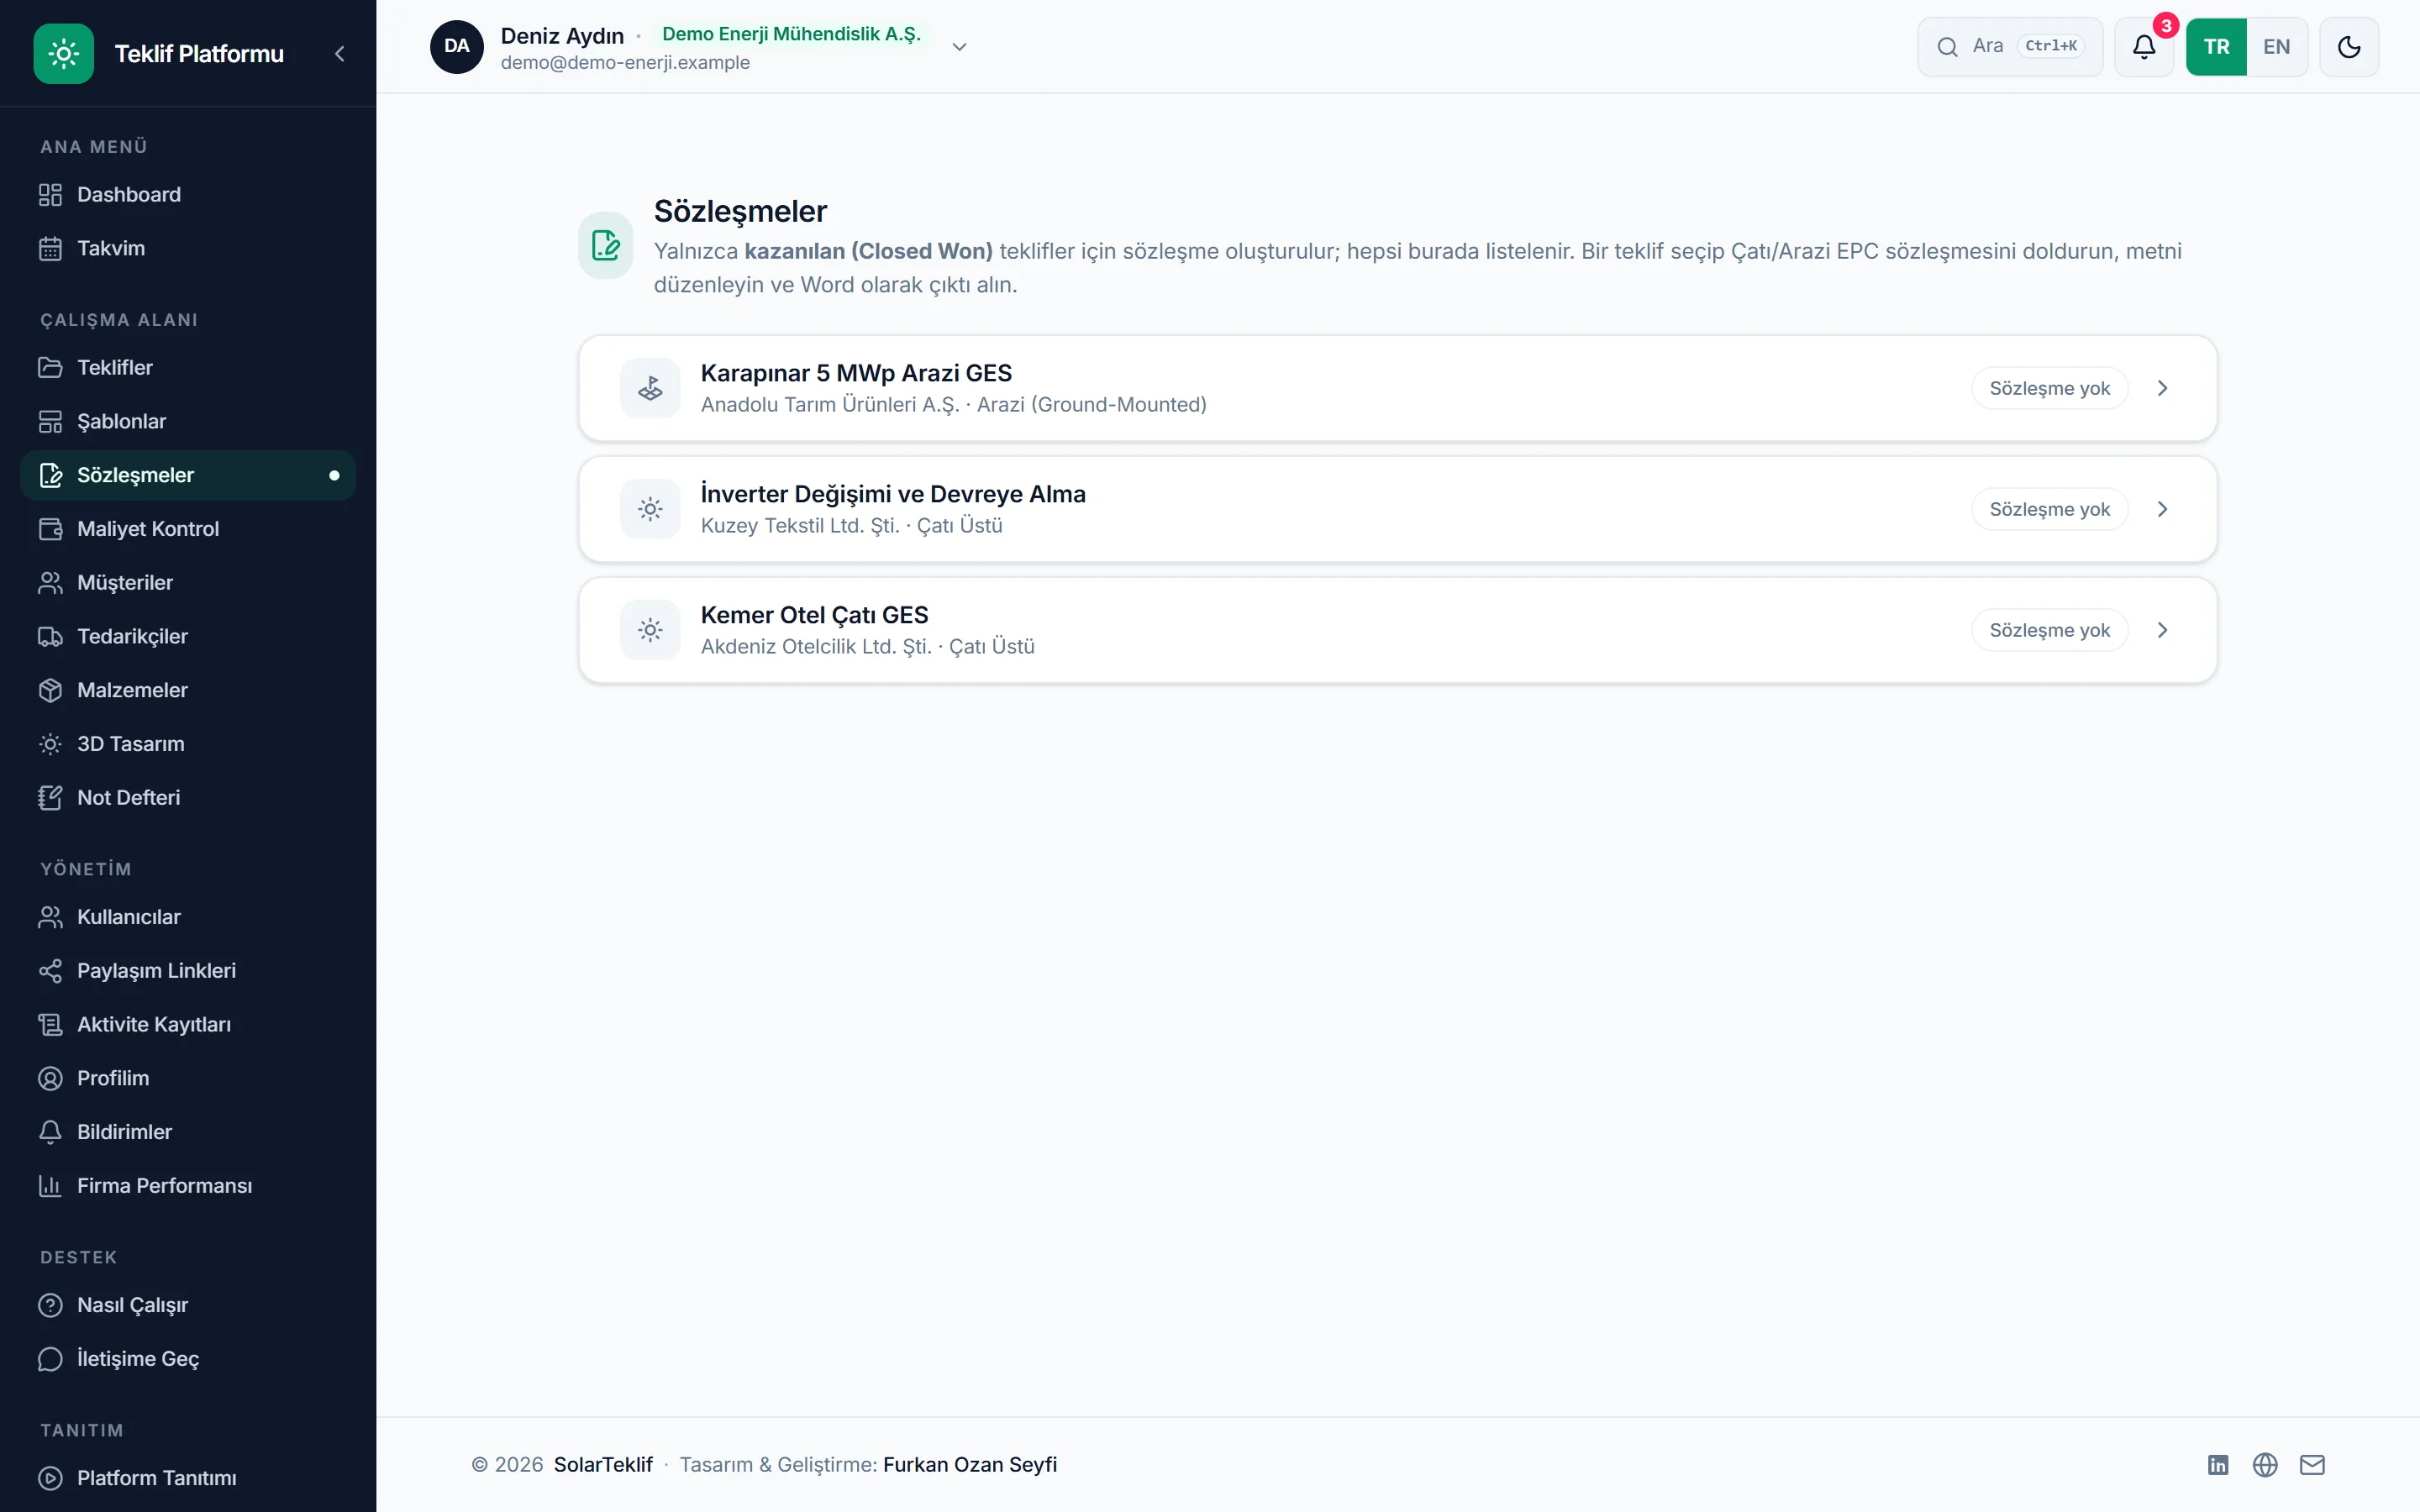 Teklif Platformu
ANA MENÜ
Dashboard
Takvim
ÇALIŞMA ALANI
Teklifler
Şablonlar
Sözleşmeler
Maliyet Kontrol
Müşteriler
Tedarikçiler
Malzemeler
3D Tasarım
Not Defteri
YÖNETİM
Kullanıcılar
Paylaşım Linkleri
Aktivite Kayıtları
Profilim
Bildirimler
Firma Performansı
DESTEK
Nasıl Çalışır
İletişime Geç
TANITIM
Platform Tanıtımı
DA
Deniz Aydın · Demo Enerji Mühendislik A.Ş.
demo@demo-enerji.example
Ara Ctrl+K
3
TR EN
Sözleşmeler
Yalnızca kazanılan (Closed Won) teklifler için sözleşme oluşturulur; hepsi burada listelenir. Bir teklif seçip Çatı/Arazi EPC sözleşmesini doldurun, metni
düzenleyin ve Word olarak çıktı alın.
Karapınar 5 MWp Arazi GES
Anadolu Tarım Ürünleri A.Ş. · Arazi (Ground-Mounted)
Sözleşme yok
İnverter Değişimi ve Devreye Alma
Kuzey Tekstil Ltd. Şti. · Çatı Üstü
Sözleşme yok
Kemer Otel Çatı GES
Akdeniz Otelcilik Ltd. Şti. · Çatı Üstü
Sözleşme yok
© 2026 SolarTeklif · Tasarım & Geliştirme: Furkan Ozan Seyfi
in